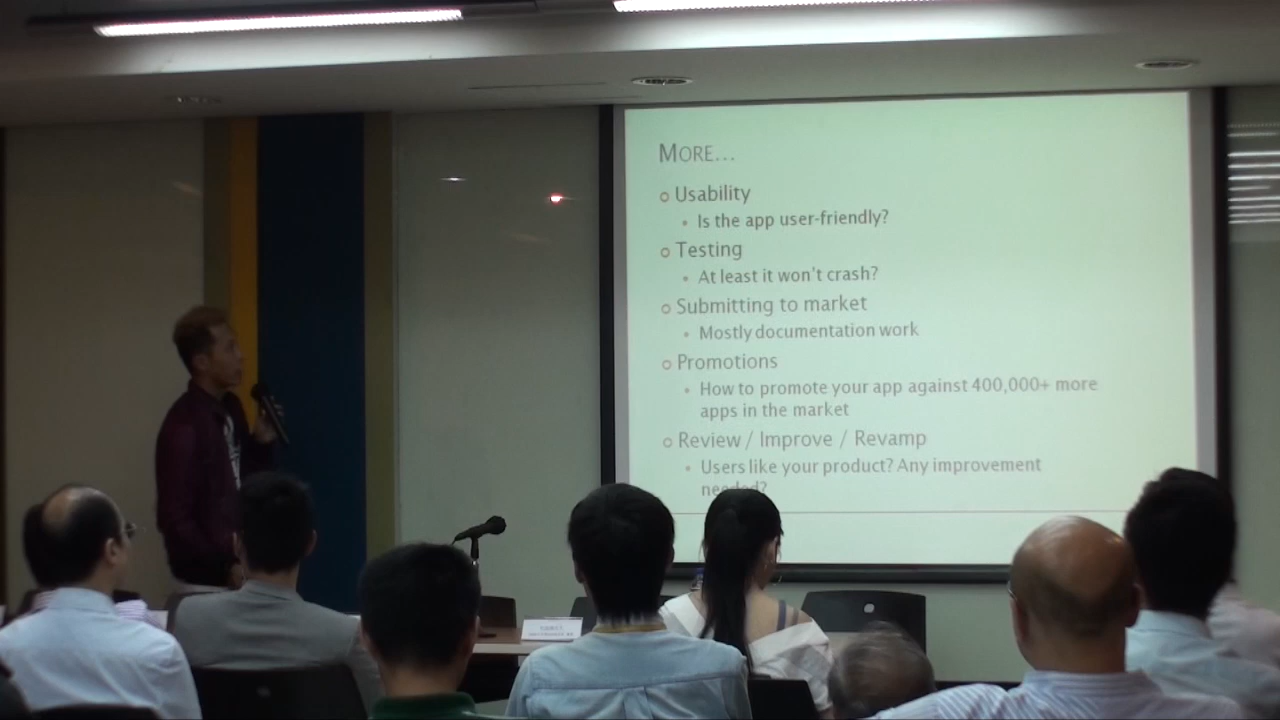 MORE...
Usability
Is the app user-friendly?
Testing
At least it won't crash?
Submitting to market
Mostly documentation work
Promotions
How to promote your app against 400,000+ more
apps in the market
Review / Improve / Revamp
Users like your product? Any improvement
needed?